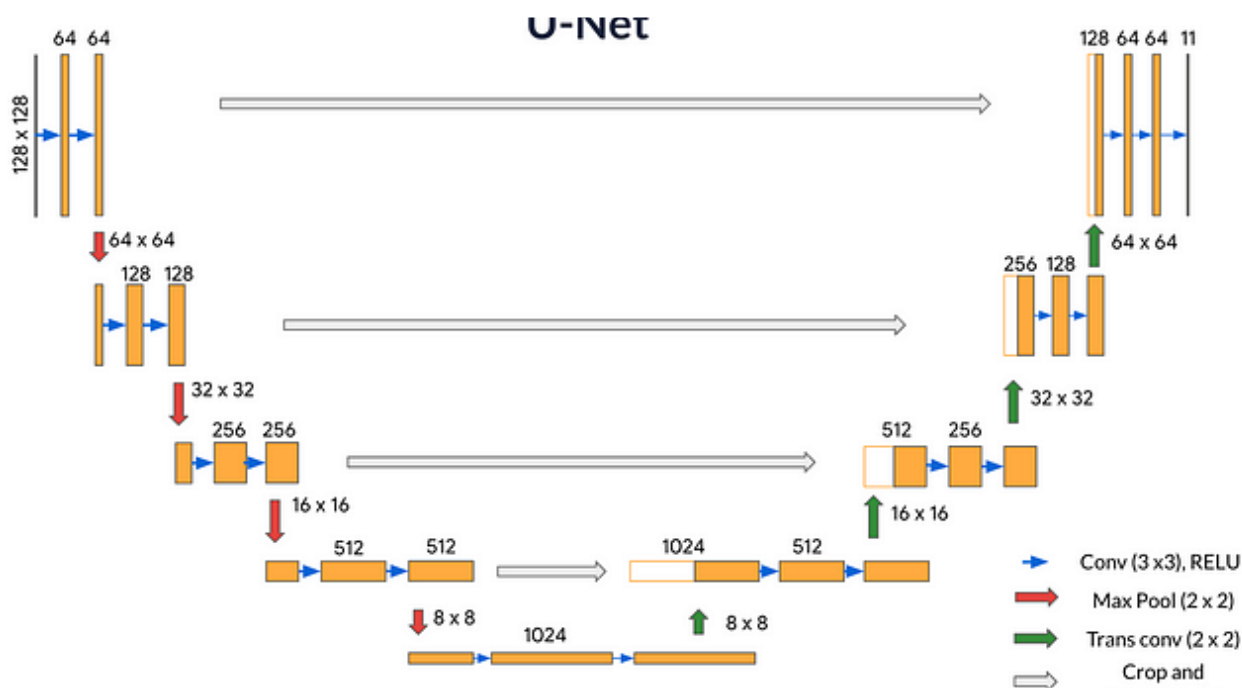 U-Net
64 64
128 64 64 11
128 x 128
64 x 64
64 x 64
128 128
256 128
32 x 32
32 x 32
256 256
512 256
16 x 16
16 x 16
512 512
1024 512
8 x 8
8 x 8
1024
Conv (3 x3), RELU
Max Pool (2 x 2)
Trans conv (2 x 2)
Crop and